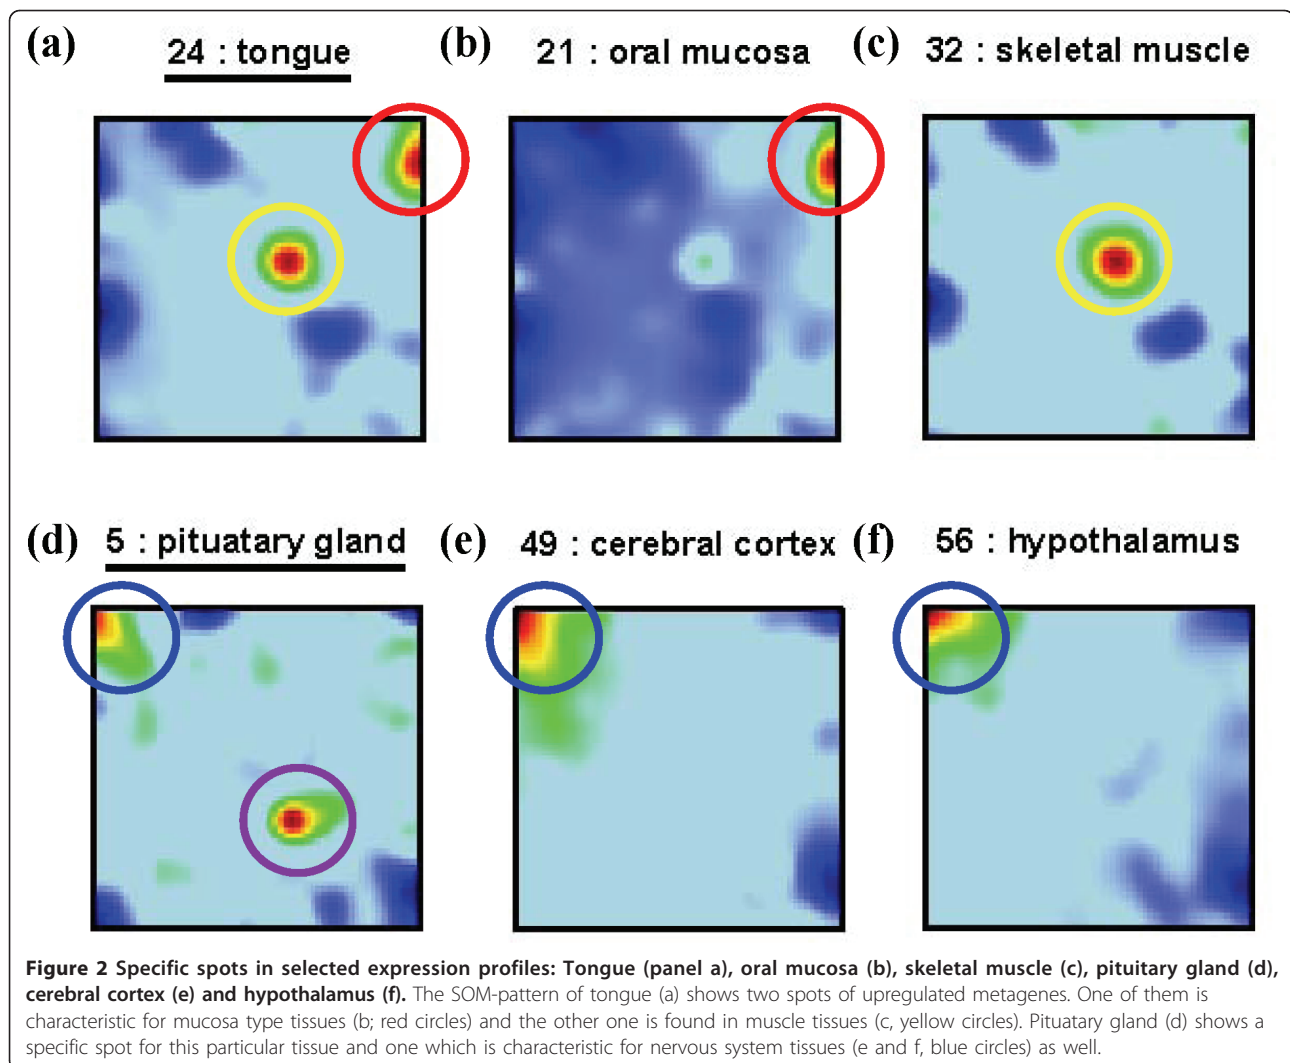 (a) 24 : tongue
(b) 21 : oral mucosa
(c) 32 : skeletal muscle
(d) 5 : pituatary gland
(e) 49 : cerebral cortex
(f) 56 : hypothalamus
Figure 2 Specific spots in selected expression profiles: Tongue (panel a), oral mucosa (b), skeletal muscle (c), pituitary gland (d),
cerebral cortex (e) and hypothalamus (f). The SOM-pattern of tongue (a) shows two spots of upregulated metagenes. One of them is
characteristic for mucosa type tissues (b; red circles) and the other one is found in muscle tissues (c, yellow circles). Pituatary gland (d) shows a
specific spot for this particular tissue and one which is characteristic for nervous system tissues (e and f, blue circles) as well.